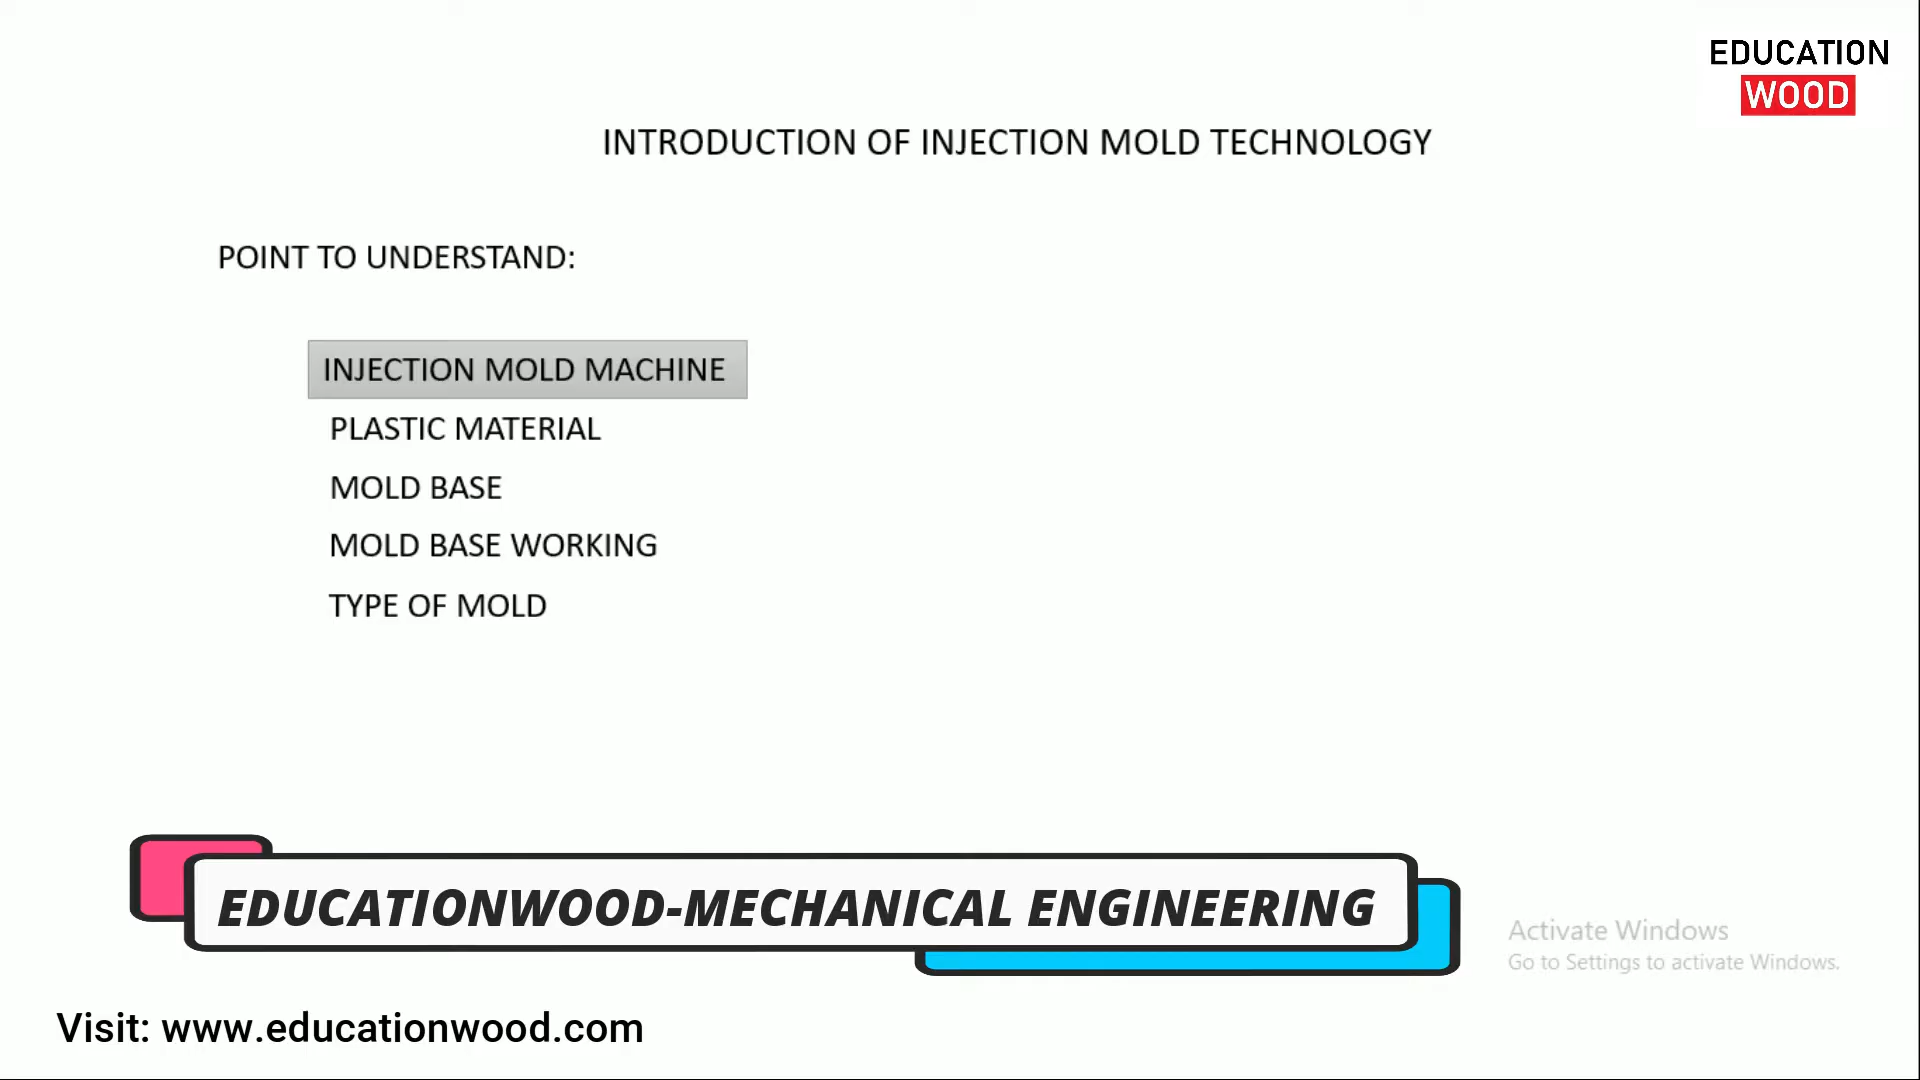 EDUCATION
WOOD
INTRODUCTION OF INJECTION MOLD TECHNOLOGY
POINT TO UNDERSTAND:
INJECTION MOLD MACHINE
PLASTIC MATERIAL
MOLD BASE
MOLD BASE WORKING
TYPE OF MOLD
EDUCATIONWOOD-MECHANICAL ENGINEERING
Activate Windows
Go to Settings to activate Windows.
Visit: www.educationwood.com